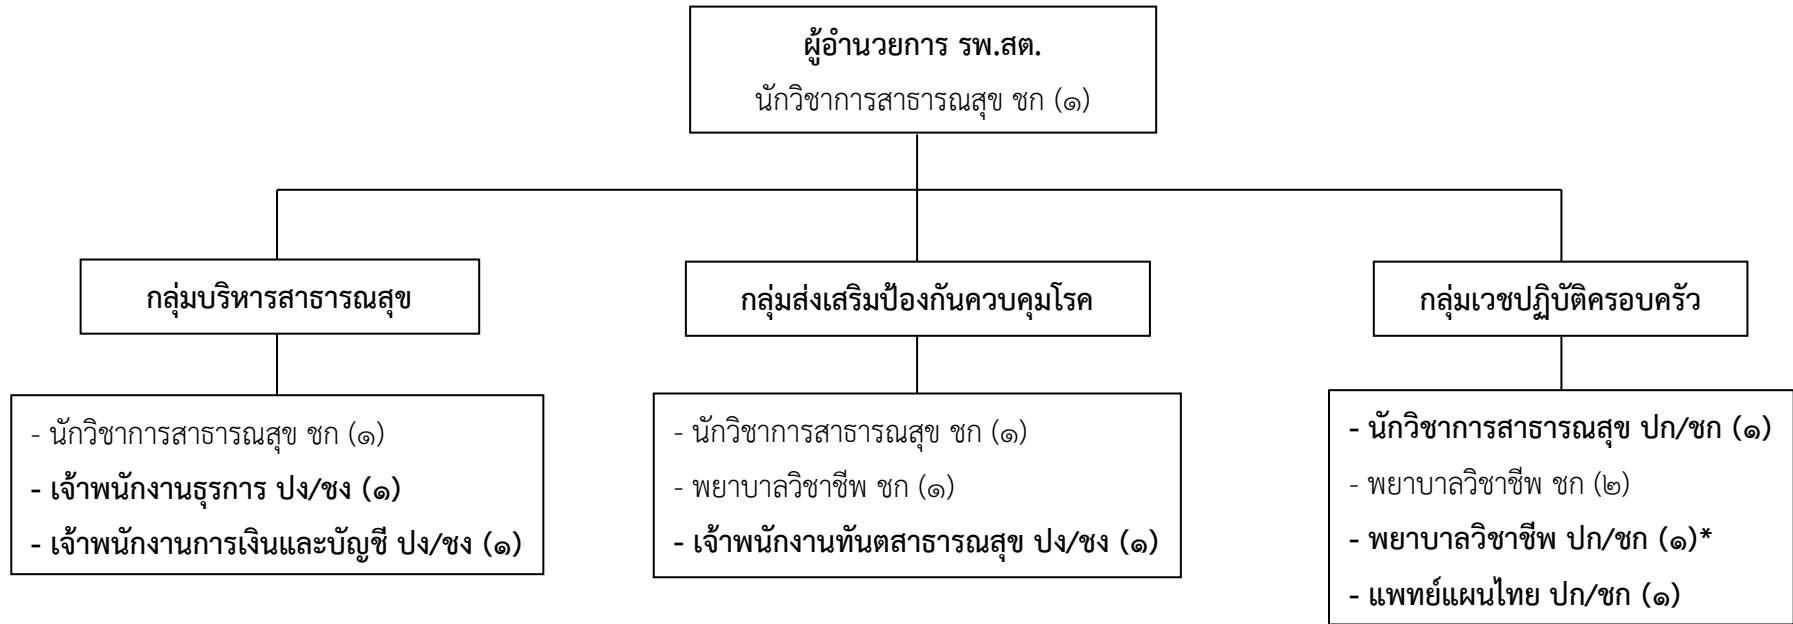 ผู้อำนวยการ รพ.สต.
นักวิชาการสาธารณสุข ชก (๑)
กลุ่มบริหารสาธารณสุข
- นักวิชาการสาธารณสุข ชก (๑)
- เจ้าพนักงานธุรการ ปง/ชง (๑)
- เจ้าพนักงานการเงินและบัญชี ปง/ชง (๑)
กลุ่มส่งเสริมป้องกันควบคุมโรค
- นักวิชาการสาธารณสุข ชก (๑)
- พยาบาลวิชาชีพ ชก (๑)
- เจ้าพนักงานทันตสาธารณสุข ปง/ชง (๑)
กลุ่มเวชปฏิบัติครอบครัว
- นักวิชาการสาธารณสุข ปก/ชก (๑)
- พยาบาลวิชาชีพ ชก (๒)
- พยาบาลวิชาชีพ ปก/ชก (๑)*
- แพทย์แผนไทย ปก/ชก (๑)